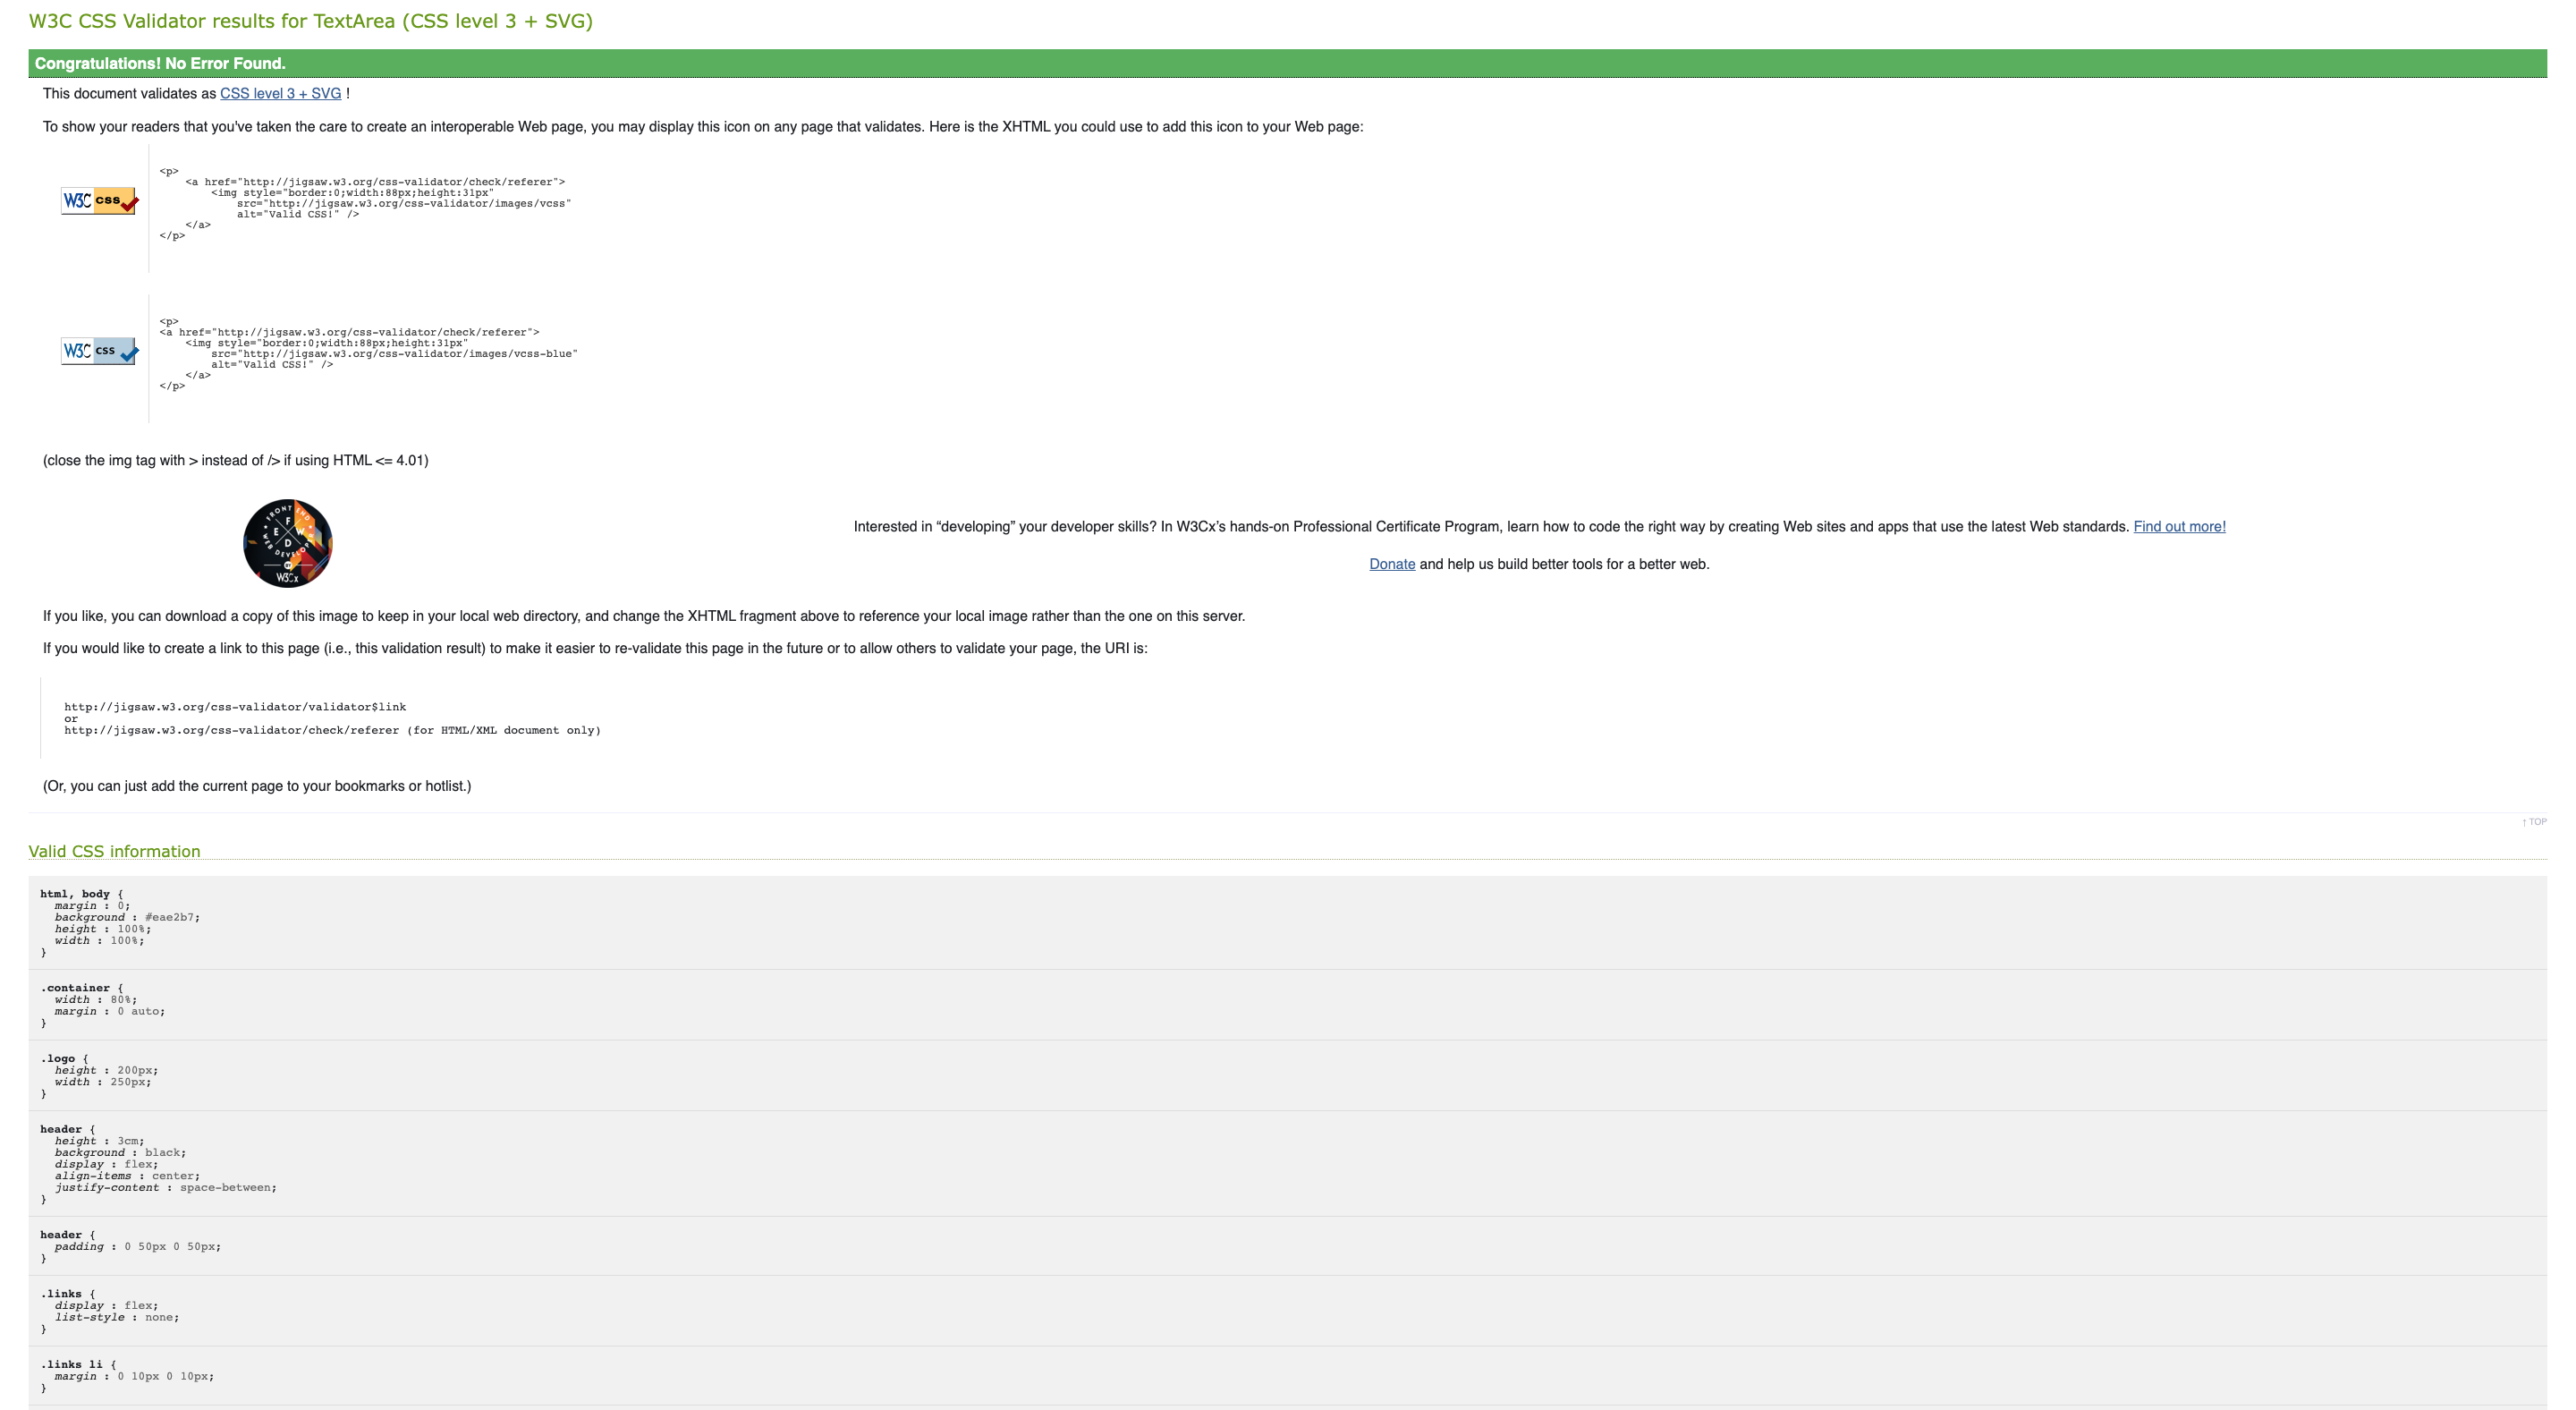 W3C CSS Validator results for TextArea (CSS level 3 + SVG)
Congratulations! No Error Found.
This document validates as CSS level 3 + SVG !
To show your readers that you've taken the care to create an interoperable Web page, you may display this icon on any page that validates. Here is the XHTML you could use to add this icon to your Web page:
W3C css
<p>
<a href="http://jigsaw.w3.org/css-validator/check/referer">
<img style="border:0;width:88px;height:31px"
src="http://jigsaw.w3.org/css-validator/images/vcss"
alt="Valid CSS!" />
</a>
</p>
W3C css
<p>
<a href="http://jigsaw.w3.org/css-validator/check/referer">
<img style="border:0;width:88px;height:31px"
src="http://jigsaw.w3.org/css-validator/images/vcss-blue"
alt="Valid CSS!" />
</a>
</p>
(close the img tag with > instead of /> if using HTML <= 4.01)
FRONT END
F E W D
WEB DEVELOPER
BY
W3Cx
Interested in “developing” your developer skills? In W3Cx’s hands-on Professional Certificate Program, learn how to code the right way by creating Web sites and apps that use the latest Web standards. Find out more!
Donate and help us build better tools for a better web.
If you like, you can download a copy of this image to keep in your local web directory, and change the XHTML fragment above to reference your local image rather than the one on this server.
If you would like to create a link to this page (i.e., this validation result) to make it easier to re-validate this page in the future or to allow others to validate your page, the URI is:
http://jigsaw.w3.org/css-validator/validator$link
or
http://jigsaw.w3.org/css-validator/check/referer (for HTML/XML document only)
(Or, you can just add the current page to your bookmarks or hotlist.)
↑ TOP
Valid CSS information
html, body {
margin : 0;
background : #eae2b7;
height : 100%;
width : 100%;
}
.container {
width : 80%;
margin : 0 auto;
}
.logo {
height : 200px;
width : 250px;
}
header {
height : 3cm;
background : black;
display : flex;
align-items : center;
justify-content : space-between;
}
header {
padding : 0 50px 0 50px;
}
.links {
display : flex;
list-style : none;
}
.links li {
margin : 0 10px 0 10px;
}